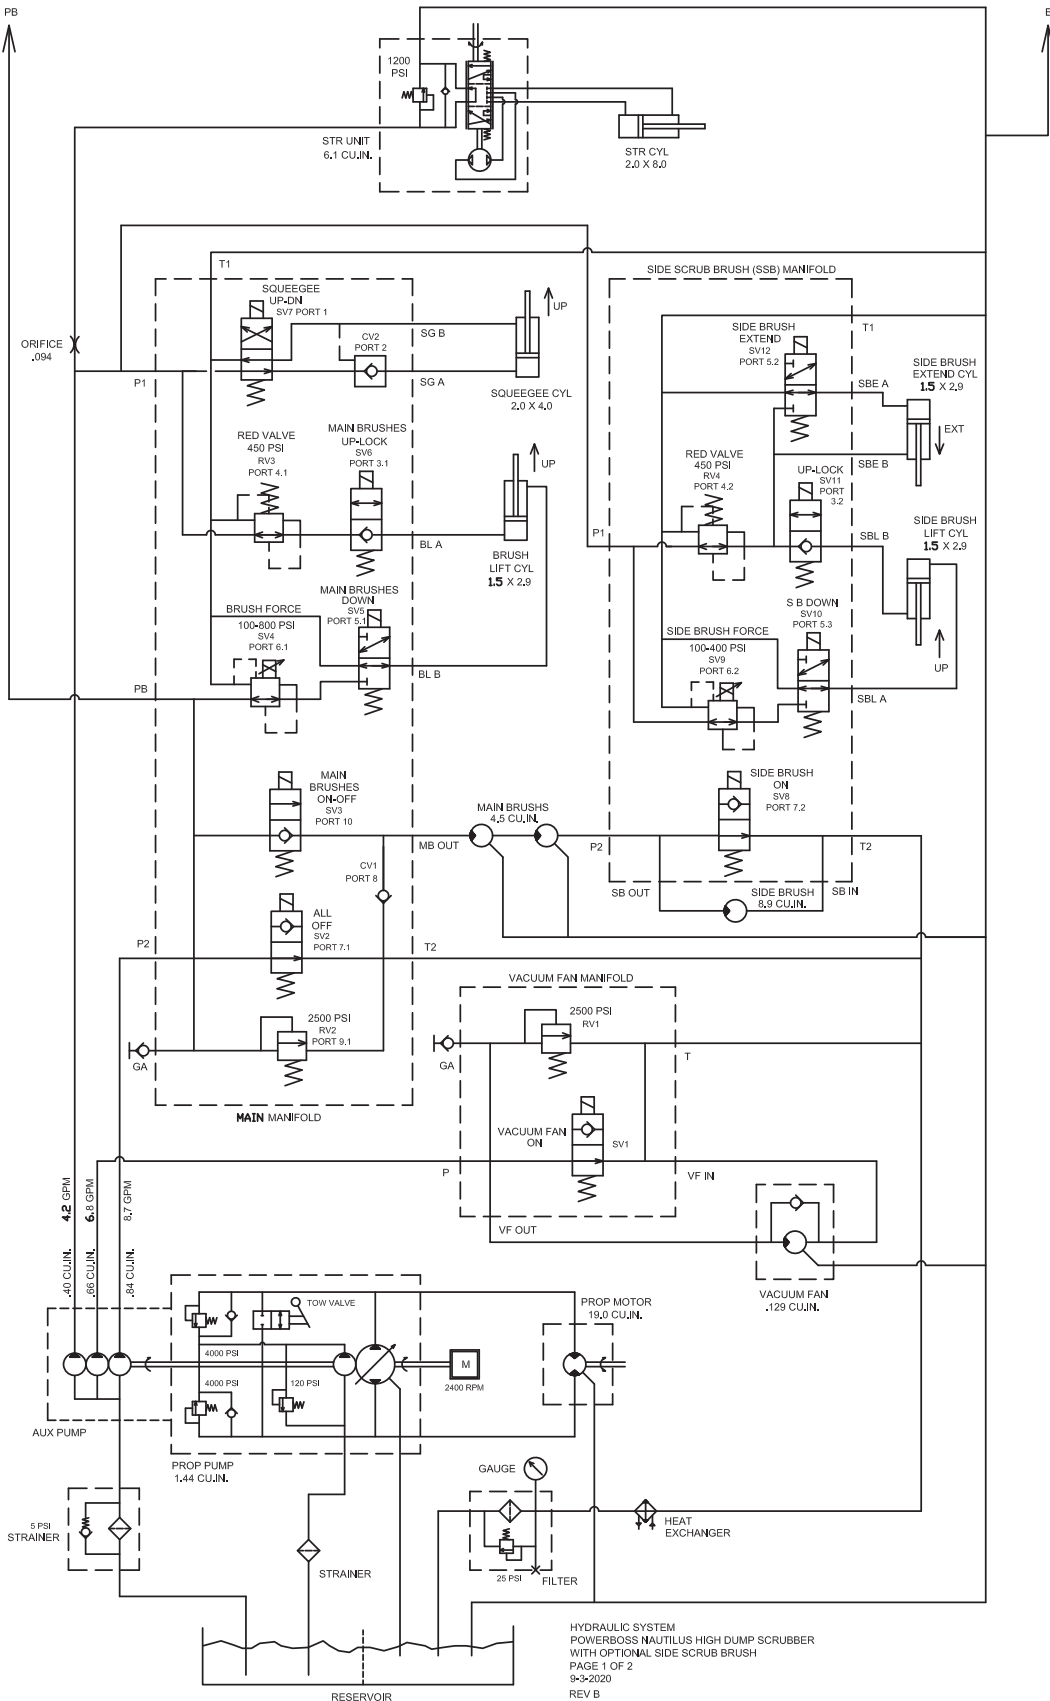 PB
B
1200
PSI
STR UNIT
6.1 CU.IN.
STR CYL
2.0 X 8.0
T1
SQUEEGEE
UP-DN
SV7 PORT 1
CV2
PORT 2
SG B
SG A
UP
SQUEEGEE CYL
2.0 X 4.0
ORIFICE
.094
P1
SIDE SCRUB BRUSH (SSB) MANIFOLD
T1
SIDE BRUSH
EXTEND
SV12
PORT 5.2
SBE A
SIDE BRUSH
EXTEND CYL
1.5 X 2.9
EXT
SBE B
RED VALVE
450 PSI
RV3
PORT 4.1
MAIN BRUSHES
UP-LOCK
SV6
PORT 3.1
UP
BL A
BRUSH
LIFT CYL
1.5 X 2.9
RED VALVE
450 PSI
RV4
PORT 4.2
UP-LOCK
SV11
PORT
3.2
P1
SBL B
SIDE BRUSH
LIFT CYL
1.5 X 2.9
UP
BRUSH FORCE
100-800 PSI
SV4
PORT 6.1
MAIN BRUSHES
DOWN
SV5
PORT 5.1
BL B
PB
SIDE BRUSH FORCE
100-400 PSI
SV9
PORT 6.2
S B DOWN
SV10
PORT 5.3
SBL A
MAIN
BRUSHES
ON-OFF
SV3
PORT 10
MB OUT
CV1
PORT 8
MAIN BRUSHS
4.5 CU.IN.
P2
SIDE BRUSH
ON
SV8
PORT 7.2
T2
SB OUT
SIDE BRUSH
8.9 CU.IN.
SB IN
P2
ALL
OFF
SV2
PORT 7.1
T2
GA
2500 PSI
RV2
PORT 9.1
MAIN MANIFOLD
VACUUM FAN MANIFOLD
2500 PSI
RV1
GA
T
VACUUM FAN
ON
SV1
P
VF IN
VF OUT
VACUUM FAN
.129 CU.IN.
4.2 GPM
6.8 GPM
8.7 GPM
.40 CU.IN.
.66 CU.IN.
.84 CU.IN.
AUX PUMP
TOW VALVE
4000 PSI
4000 PSI
120 PSI
M
2400 RPM
PROP PUMP
1.44 CU.IN.
PROP MOTOR
19.0 CU.IN.
5 PSI
STRAINER
STRAINER
GAUGE
25 PSI
FILTER
HEAT
EXCHANGER
RESERVOIR
HYDRAULIC SYSTEM
POWERBOSS NAUTILUS HIGH DUMP SCRUBBER
WITH OPTIONAL SIDE SCRUB BRUSH
PAGE 1 OF 2
9-3-2020
REV B